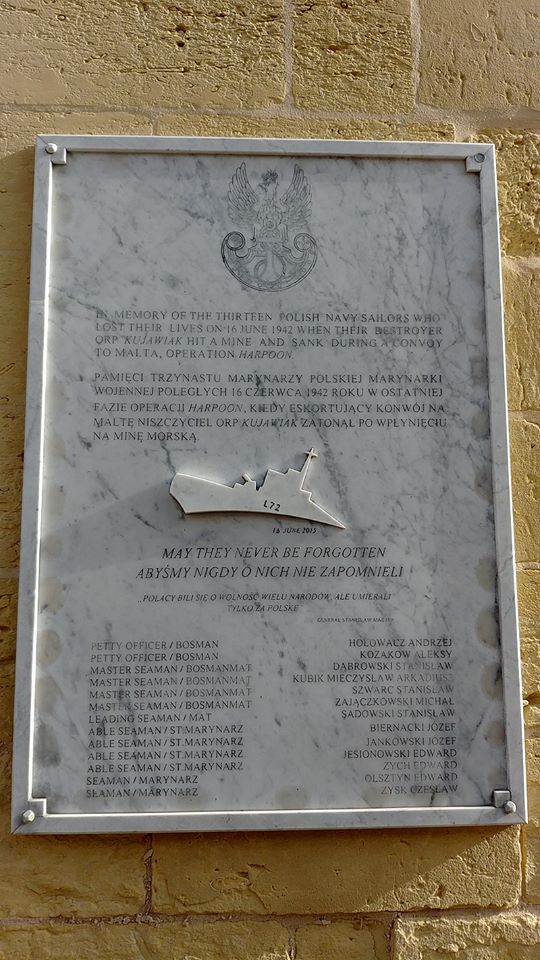 IN MEMORY OF THE THIRTEEN POLISH NAVY SAILORS WHO
LOST THEIR LIVES ON 16 JUNE 1942 WHEN THEIR DESTROYER
ORP KUJAWIAK HIT A MINE AND SANK DURING A CONVOY
TO MALTA, OPERATION HARPOON.
PAMIĘCI TRZYNASTU MARYNARZY POLSKIEJ MARYNARKI
WOJENNEJ POLEGŁYCH 16 CZERWCA 1942 ROKU W OSTATNIEJ
FAZIE OPERACJI HARPOON, KIEDY ESKORTUJĄCY KONWÓJ NA
MALTĘ NISZCZYCIEL ORP KUJAWIAK ZATONĄŁ PO WPŁYNIĘCIU
NA MINĘ MORSKĄ.
L72
16 JUNE 2015
MAY THEY NEVER BE FORGOTTEN
ABYŚMY NIGDY O NICH NIE ZAPOMNIELI
„POLACY BILI SIĘ O WOLNOŚĆ WIELU NARODÓW, ALE UMIERALI
TYLKO ZA POLSKĘ
GENERAŁ STANISŁAW MACZEK
PETTY OFFICER / BOSMAN HOŁOWACZ ANDRZEJ
PETTY OFFICER / BOSMAN KOZAKOW ALEKSY
MASTER SEAMAN / BOSMANMAT DĄBROWSKI STANISŁAW
MASTER SEAMAN / BOSMANMAT KUBIK MIECZYSŁAW ARKADIUSZ
MASTER SEAMAN / BOSMANMAT SZWARC STANISŁAW
MASTER SEAMAN / BOSMANMAT ZAJĄCZKOWSKI MICHAŁ
LEADING SEAMAN / MAT SADOWSKI STANISŁAW
ABLE SEAMAN / ST.MARYNARZ BIERNACKI JÓZEF
ABLE SEAMAN / ST.MARYNARZ JANKOWSKI JÓZEF
ABLE SEAMAN / ST.MARYNARZ JESIONOWSKI EDWARD
ABLE SEAMAN / ST.MARYNARZ ZYCH EDWARD
SEAMAN / MARYNARZ OLSZTYN EDWARD
SEAMAN / MARYNARZ ZYSK CZESŁAW